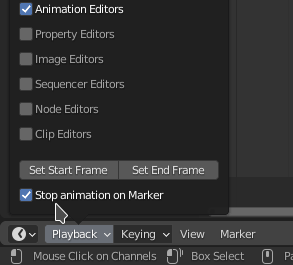 Animation Editors
Property Editors
Image Editors
Sequencer Editors
Node Editors
Clip Editors
Set Start Frame Set End Frame
Stop animation on Marker
Playback Keying View Marker
Mouse Click on Channels Box Select